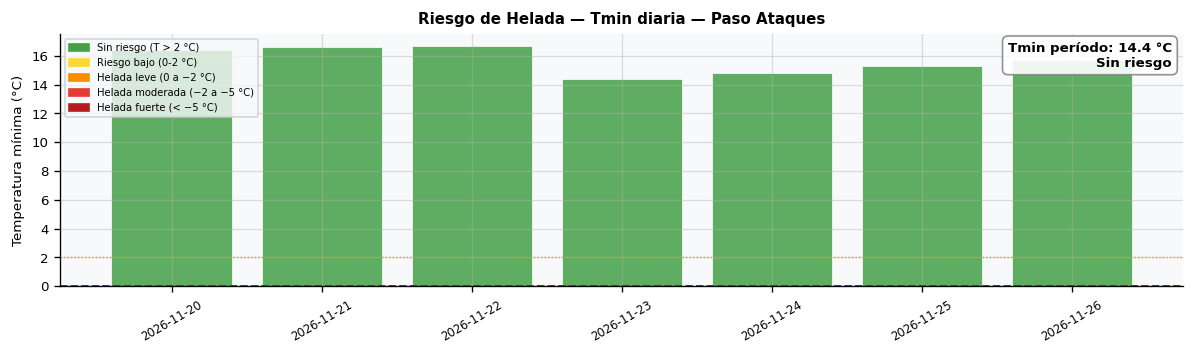 Riesgo de Helada — Tmin diaria — Paso Ataques
Temperatura mínima (°C)
16
14
12
10
8
6
4
2
0
Sin riesgo (T > 2 °C)
Riesgo bajo (0-2 °C)
Helada leve (0 a −2 °C)
Helada moderada (−2 a −5 °C)
Helada fuerte (< −5 °C)
Tmin período: 14.4 °C
Sin riesgo
2026-11-20
2026-11-21
2026-11-22
2026-11-23
2026-11-24
2026-11-25
2026-11-26